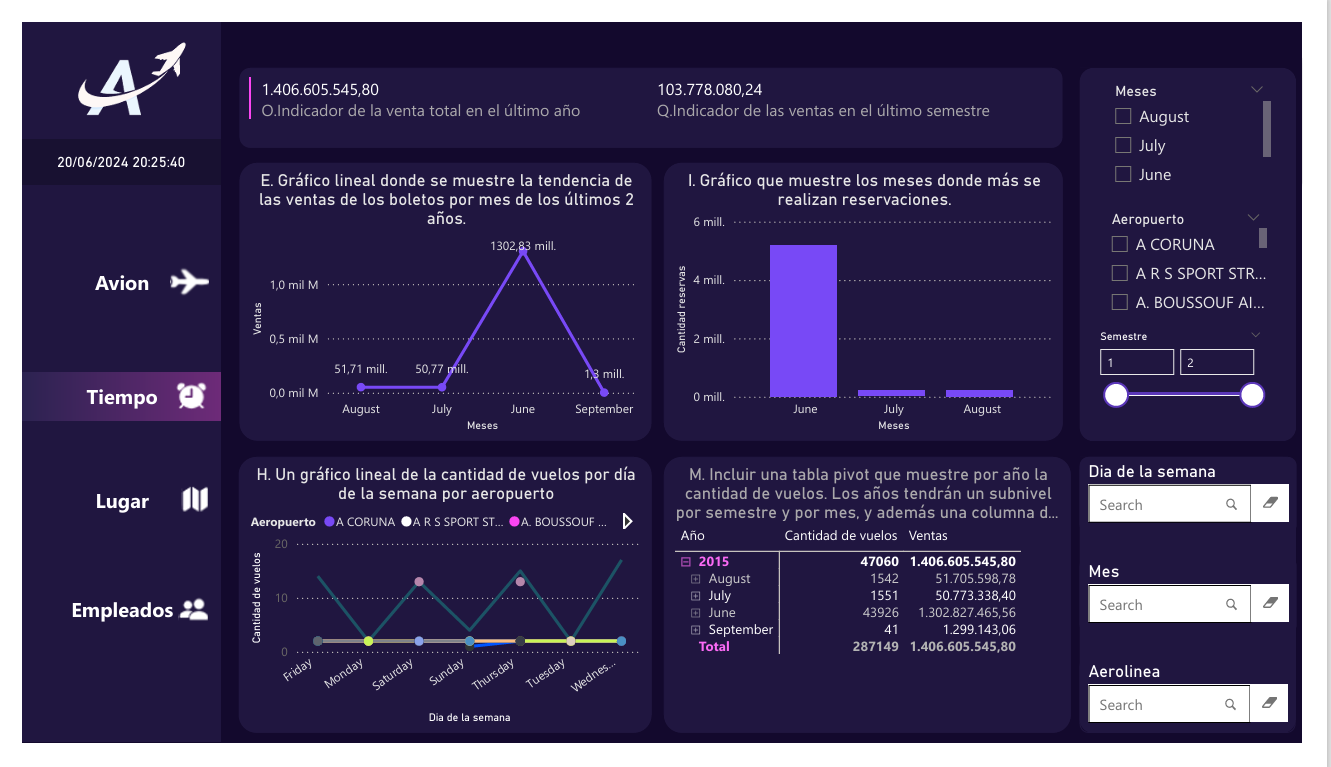 A
20/06/2024 20:25:40
Avion
Tiempo
Lugar
Empleados
1.406.605.545,80
O.Indicador de la venta total en el último año
103.778.080,24
Q.Indicador de las ventas en el último semestre
E. Gráfico lineal donde se muestre la tendencia de
las ventas de los boletos por mes de los últimos 2
años.
Ventas
1,0 mil M
0,5 mil M
0,0 mil M
51,71 mill.
50,77 mill.
1302,83 mill.
1,3 mill.
August July June September
Meses
I. Gráfico que muestre los meses donde más se
realizan reservaciones.
Cantidad reservas
6 mill.
4 mill.
2 mill.
0 mill.
June July August
Meses
Meses
August
July
June
Aeropuerto
A CORUNA
A R S SPORT STR...
A. BOUSSOUF AI...
Semestre
1 2
H. Un gráfico lineal de la cantidad de vuelos por día
de la semana por aeropuerto
Aeropuerto A CORUNA A R S SPORT ST... A. BOUSSOUF ...
Cantidad de vuelos
20
10
0
Friday Monday Saturday Sunday Thursday Tuesday Wednes...
Dia de la semana
M. Incluir una tabla pivot que muestre por año la
cantidad de vuelos. Los años tendrán un subnivel
por semestre y por mes, y además una columna d...
Año Cantidad de vuelos Ventas
2015 47060 1.406.605.545,80
August 1542 51.705.598,78
July 1551 50.773.338,40
June 43926 1.302.827.465,56
September 41 1.299.143,06
Total 287149 1.406.605.545,80
Dia de la semana
Search
Mes
Search
Aerolinea
Search